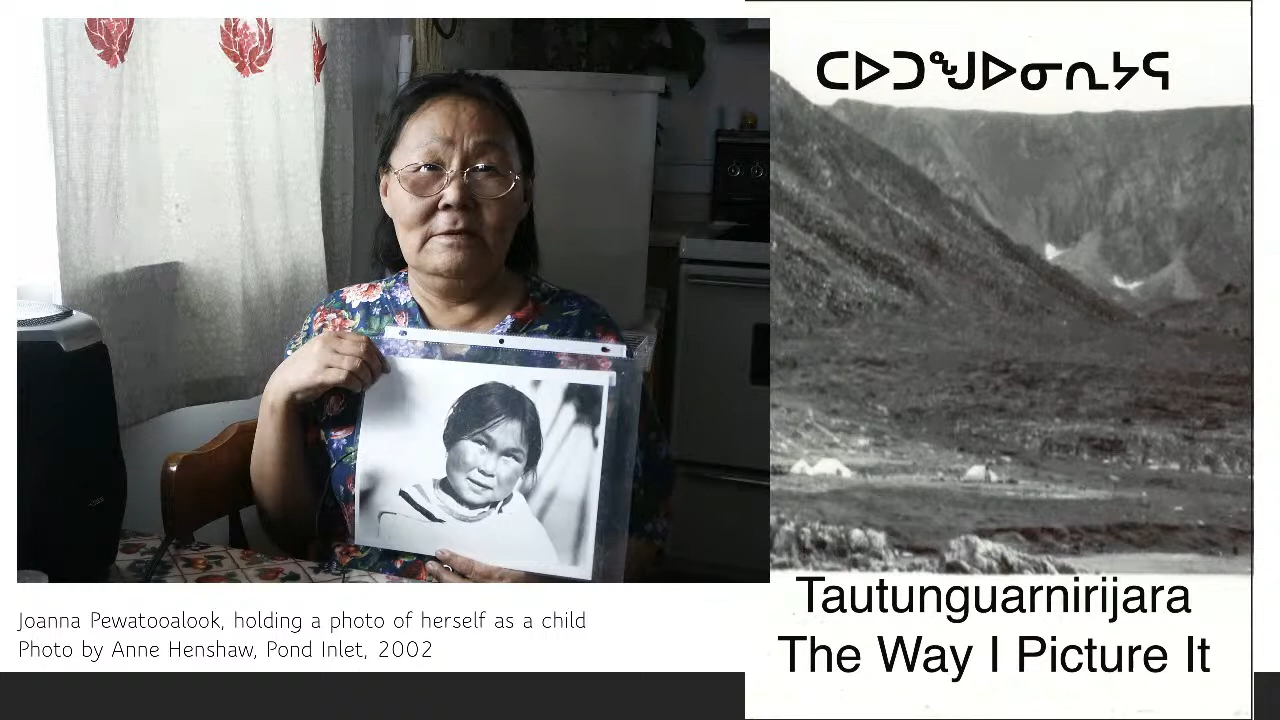 Joanna Pewatooalook, holding a photo of herself as a child
Photo by Anne Henshaw, Pond Inlet, 2002
ᑕᐅᑐᙳᐅᓂᕆᔭᕋ
Tautunguarnirijara
The Way I Picture It